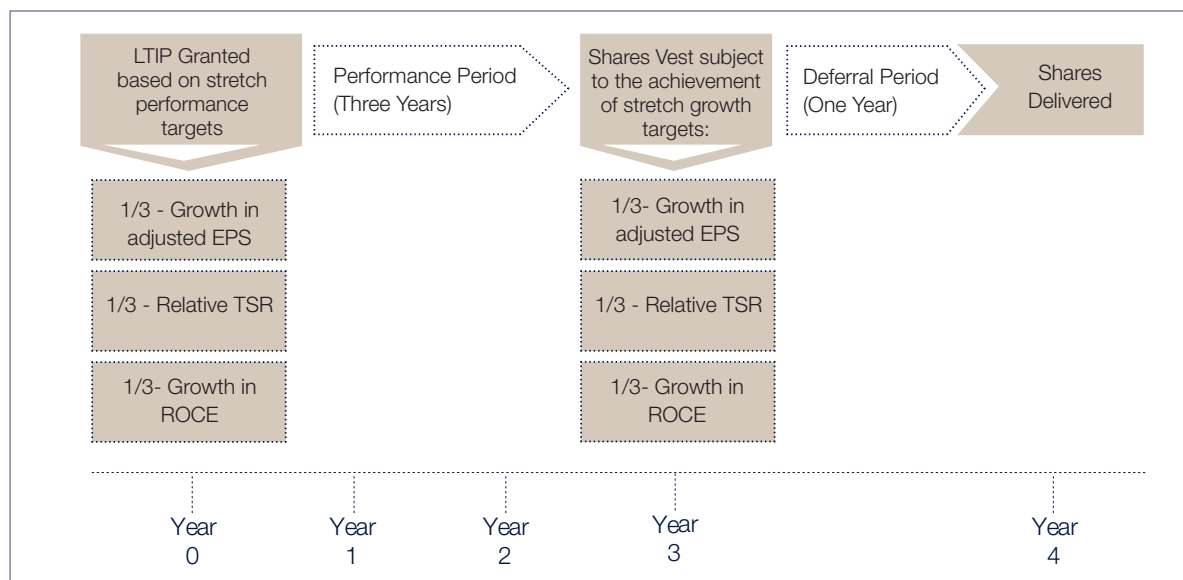 LTIP Granted
based on stretch
performance
targets
Performance Period
(Three Years)
Shares Vest subject
to the achievement
of stretch growth
targets:
Deferral Period
(One Year)
Shares
Delivered
1/3 - Growth in
adjusted EPS
1/3 - Relative TSR
1/3- Growth in
ROCE
1/3- Growth in
adjusted EPS
1/3 - Relative TSR
1/3- Growth in
ROCE
Year
0
Year
1
Year
2
Year
3
Year
4